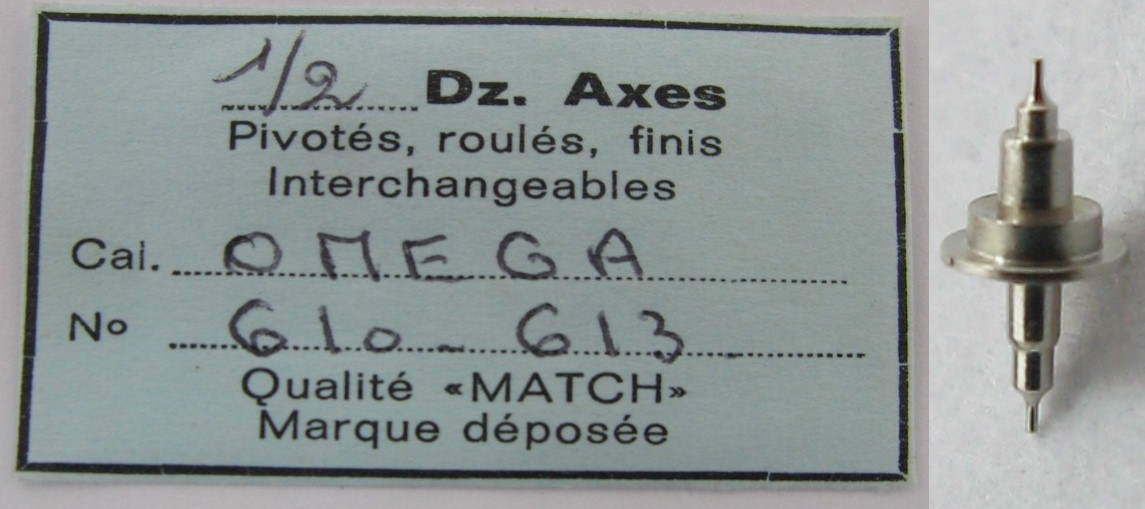 1/2 Dz. Axes
Pivotés, roulés, finis
Interchangeables
Cal. OMEGA
No 610-613
Qualité «MATCH»
Marque déposée